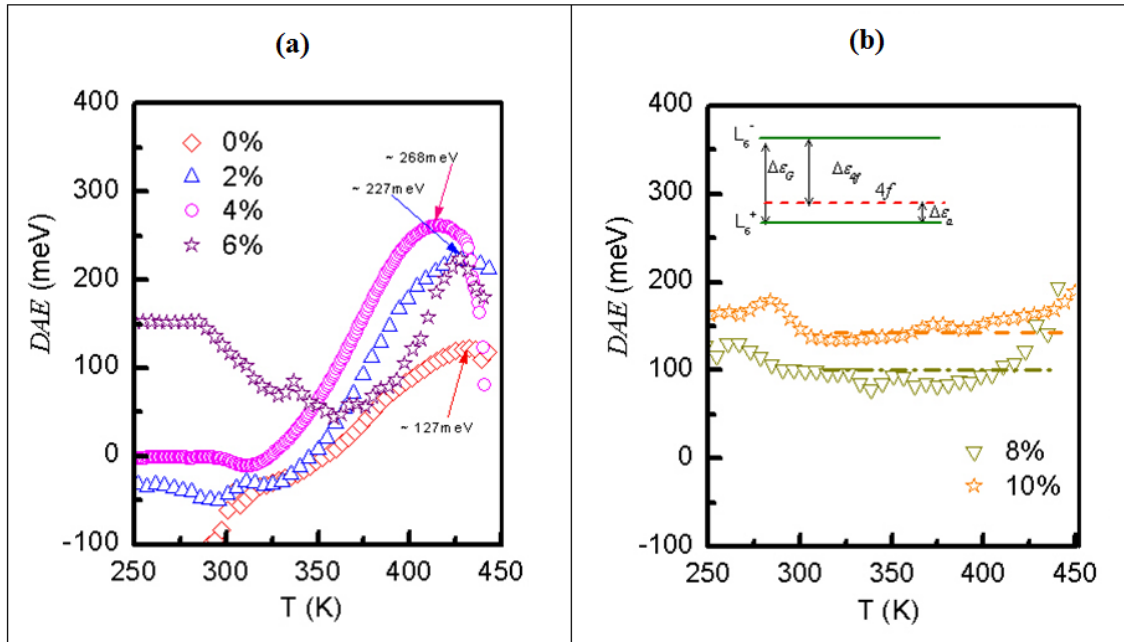 (a)
400
300
200
100
0
-100
DAE (meV)
0%
2%
4%
6%
~ 268meV
~ 227meV
~ 127meV
250 300 350 400 450
T (K)
(b)
400
300
200
100
0
-100
DAE (meV)
L₆⁻
Δε_G
Δε_4f
4f
Δε_a
L₆⁺
8%
10%
250 300 350 400 450
T (K)